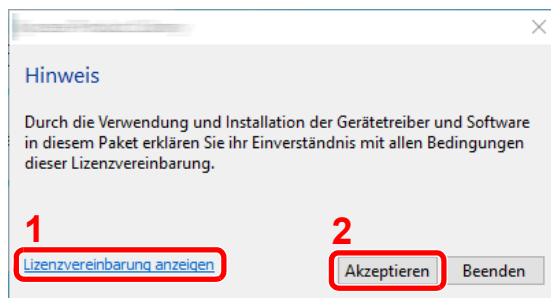 Hinweis
Durch die Verwendung und Installation der Gerätetreiber und Software
in diesem Paket erklären Sie ihr Einverständnis mit allen Bedingungen
dieser Lizenzvereinbarung.
1
2
Lizenzvereinbarung anzeigen
Akzeptieren
Beenden